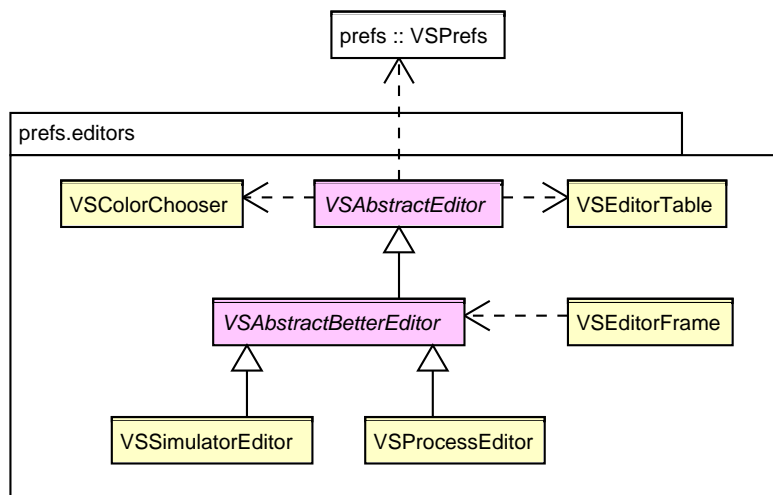 prefs :: VSPrefs
prefs.editors
VSColorChooser
VSAbstractEditor
VSEditorTable
VSAbstractBetterEditor
VSEditorFrame
VSSimulatorEditor
VSProcessEditor